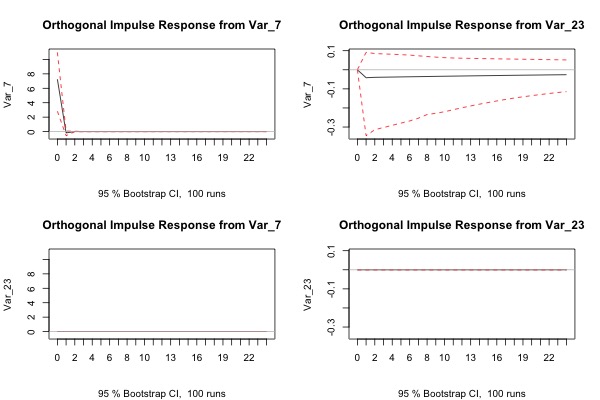 Orthogonal Impulse Response from Var_7
Var_7
0 2 4 6 8
0 2 4 6 8 10 13 16 19 22
95 % Bootstrap CI, 100 runs
Orthogonal Impulse Response from Var_23
Var_7
-0.3 -0.1 0.1
0 2 4 6 8 10 13 16 19 22
95 % Bootstrap CI, 100 runs
Orthogonal Impulse Response from Var_7
Var_23
0 2 4 6 8
0 2 4 6 8 10 13 16 19 22
95 % Bootstrap CI, 100 runs
Orthogonal Impulse Response from Var_23
Var_23
-0.3 -0.1 0.1
0 2 4 6 8 10 13 16 19 22
95 % Bootstrap CI, 100 runs